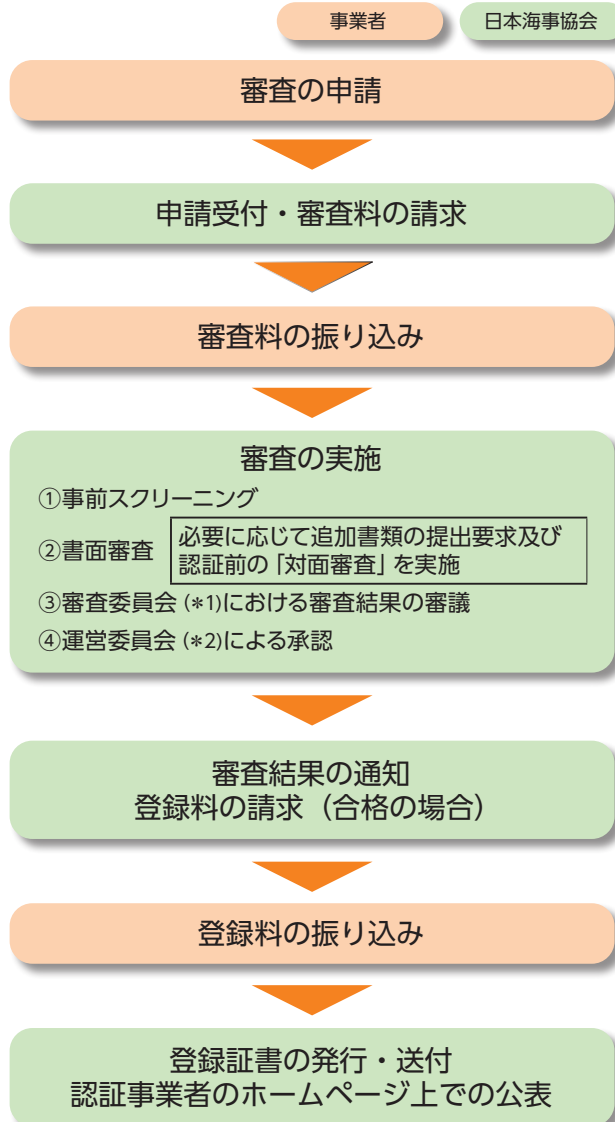 事業者
日本海事協会
審査の申請
申請受付・審査料の請求
審査料の振り込み
審査の実施
①事前スクリーニング
②書面審査
必要に応じて追加書類の提出要求及び
認証前の「対面審査」を実施
③審査委員会(*1)における審査結果の審議
④運営委員会(*2)による承認
審査結果の通知
登録料の請求（合格の場合）
登録料の振り込み
登録証書の発行・送付
認証事業者のホームページ上での公表